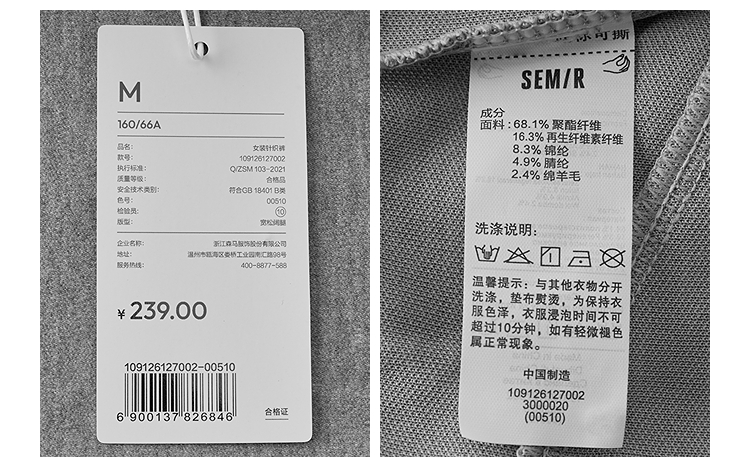 M
160/66A
品名: 女装针织裤
款号: 109126127002
执行标准: Q/ZSM 103-2021
质量等级: 合格品
安全技术类别: 符合GB 18401 B类
色号: 00510
检验员: 10
版型: 宽松阔腿
企业名称: 浙江森马服饰股份有限公司
地址: 温州市瓯海区娄桥工业园南汇路98号
服务热线: 400-8877-588
¥ 239.00
109126127002-00510
6 900137 826846
合格证
可撕
SEM/R
成分
面料: 68.1% 聚酯纤维
16.3% 再生纤维素纤维
8.3% 锦纶
4.9% 腈纶
2.4% 绵羊毛
洗涤说明:
温馨提示: 与其他衣物分开
洗涤, 垫布熨烫, 为保持衣
服色泽, 衣服浸泡时间不可
超过10分钟, 如有轻微褪色
属正常现象。
中国制造
109126127002
3000020
(00510)